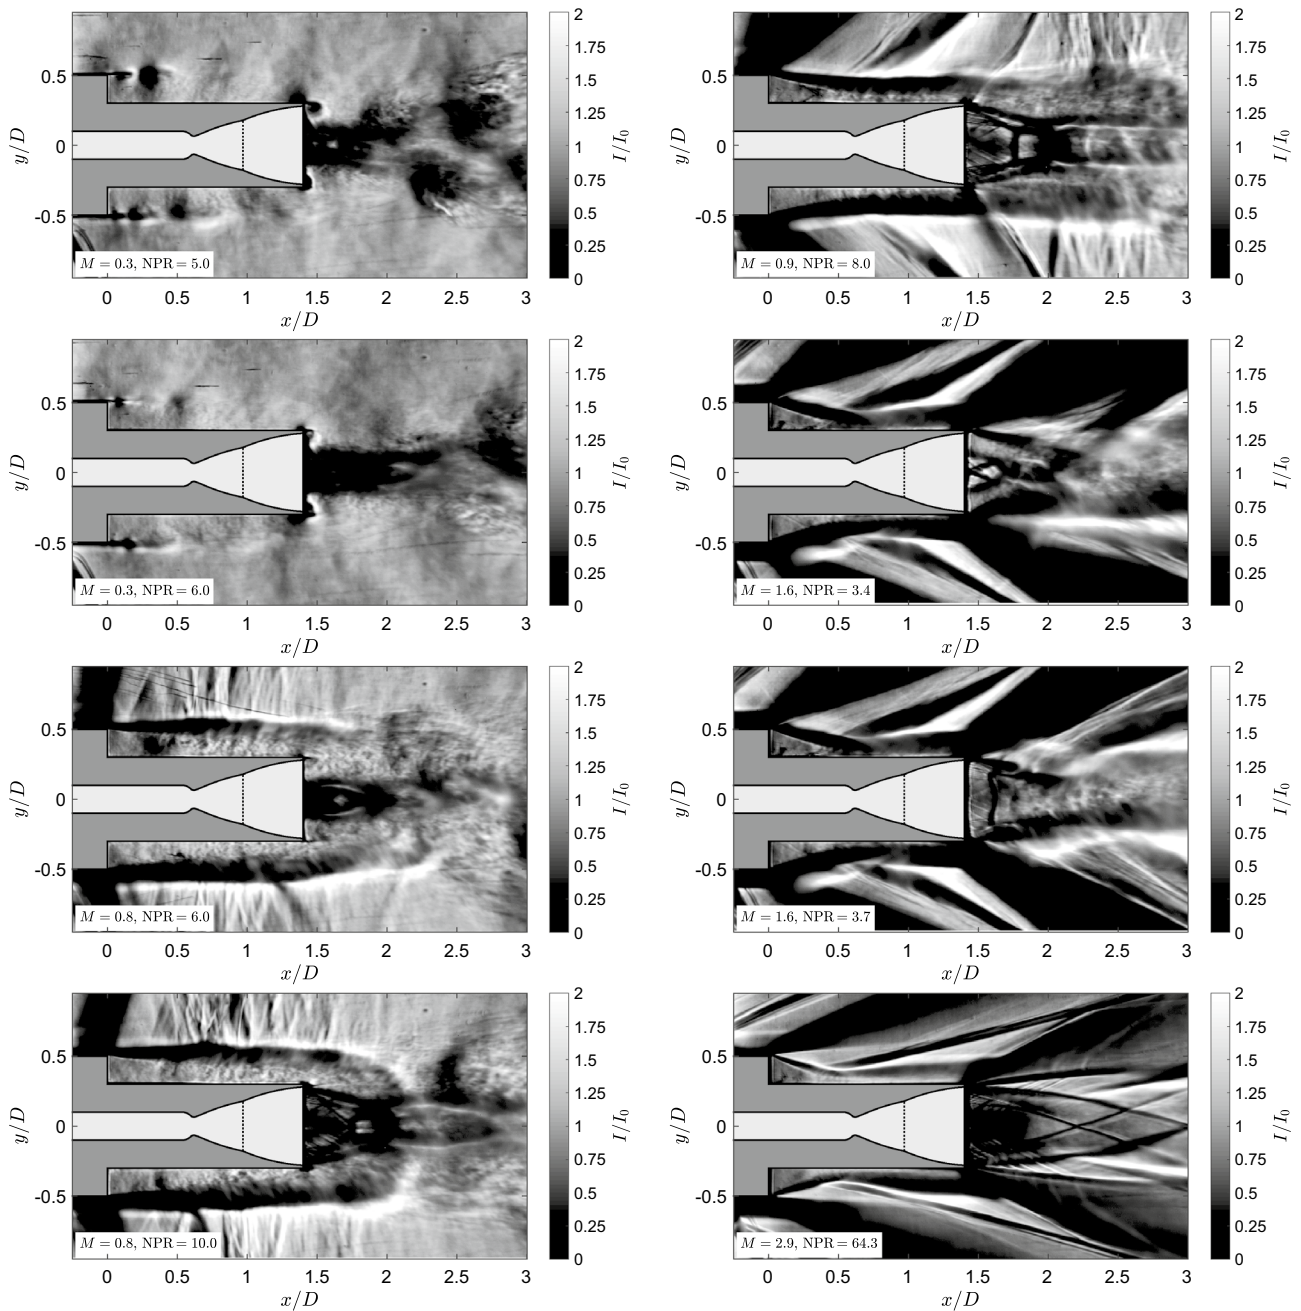 2
1.75
1.5
1.25
1
0.75
0.5
0.25
0
I/I0
0.5
0
-0.5
y/D
M = 0.3, NPR = 5.0
0 0.5 1 1.5 2 2.5 3
x/D
2
1.75
1.5
1.25
1
0.75
0.5
0.25
0
I/I0
0.5
0
-0.5
y/D
M = 0.9, NPR = 8.0
0 0.5 1 1.5 2 2.5 3
x/D
2
1.75
1.5
1.25
1
0.75
0.5
0.25
0
I/I0
0.5
0
-0.5
y/D
M = 0.3, NPR = 6.0
0 0.5 1 1.5 2 2.5 3
x/D
2
1.75
1.5
1.25
1
0.75
0.5
0.25
0
I/I0
0.5
0
-0.5
y/D
M = 1.6, NPR = 3.4
0 0.5 1 1.5 2 2.5 3
x/D
2
1.75
1.5
1.25
1
0.75
0.5
0.25
0
I/I0
0.5
0
-0.5
y/D
M = 0.8, NPR = 6.0
0 0.5 1 1.5 2 2.5 3
x/D
2
1.75
1.5
1.25
1
0.75
0.5
0.25
0
I/I0
0.5
0
-0.5
y/D
M = 1.6, NPR = 3.7
0 0.5 1 1.5 2 2.5 3
x/D
2
1.75
1.5
1.25
1
0.75
0.5
0.25
0
I/I0
0.5
0
-0.5
y/D
M = 0.8, NPR = 10.0
0 0.5 1 1.5 2 2.5 3
x/D
2
1.75
1.5
1.25
1
0.75
0.5
0.25
0
I/I0
0.5
0
-0.5
y/D
M = 2.9, NPR = 64.3
0 0.5 1 1.5 2 2.5 3
x/D